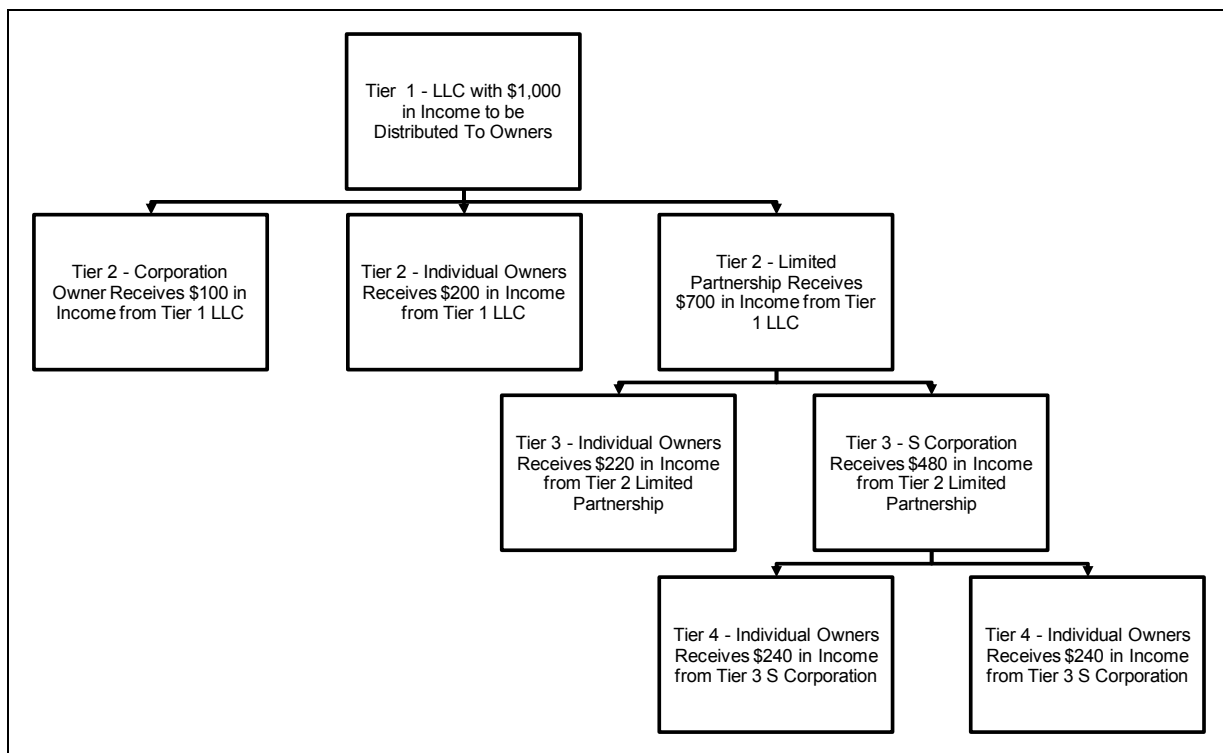 Tier 1 - LLC with $1,000
in Income to be
Distributed To Owners
Tier 2 - Corporation
Owner Receives $100 in
Income from Tier 1 LLC
Tier 2 - Individual Owners
Receives $200 in Income
from Tier 1 LLC
Tier 2 - Limited
Partnership Receives
$700 in Income from Tier
1 LLC
Tier 3 - Individual Owners
Receives $220 in Income
from Tier 2 Limited
Partnership
Tier 3 - S Corporation
Receives $480 in Income
from Tier 2 Limited
Partnership
Tier 4 - Individual Owners
Receives $240 in Income
from Tier 3 S Corporation
Tier 4 - Individual Owners
Receives $240 in Income
from Tier 3 S Corporation